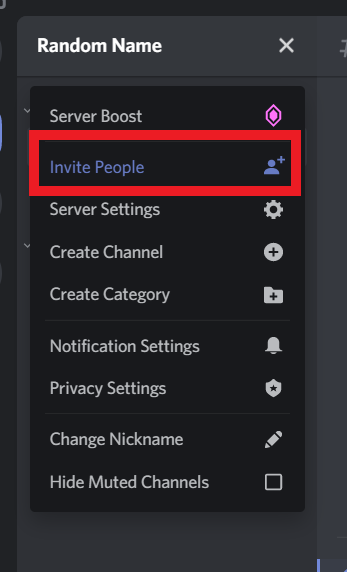 Random Name
Server Boost
Invite People
Server Settings
Create Channel
Create Category
Notification Settings
Privacy Settings
Change Nickname
Hide Muted Channels